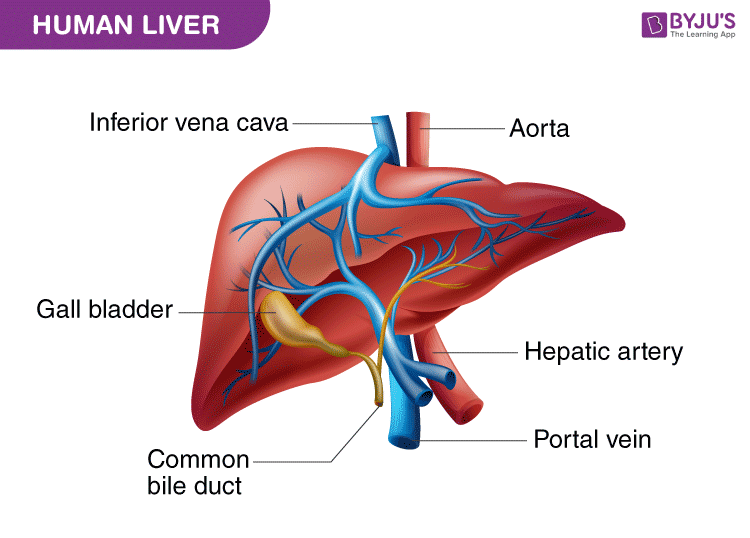 HUMAN LIVER
BYJU'S
The Learning App
Inferior vena cava
Aorta
Gall bladder
Hepatic artery
Portal vein
Common
bile duct